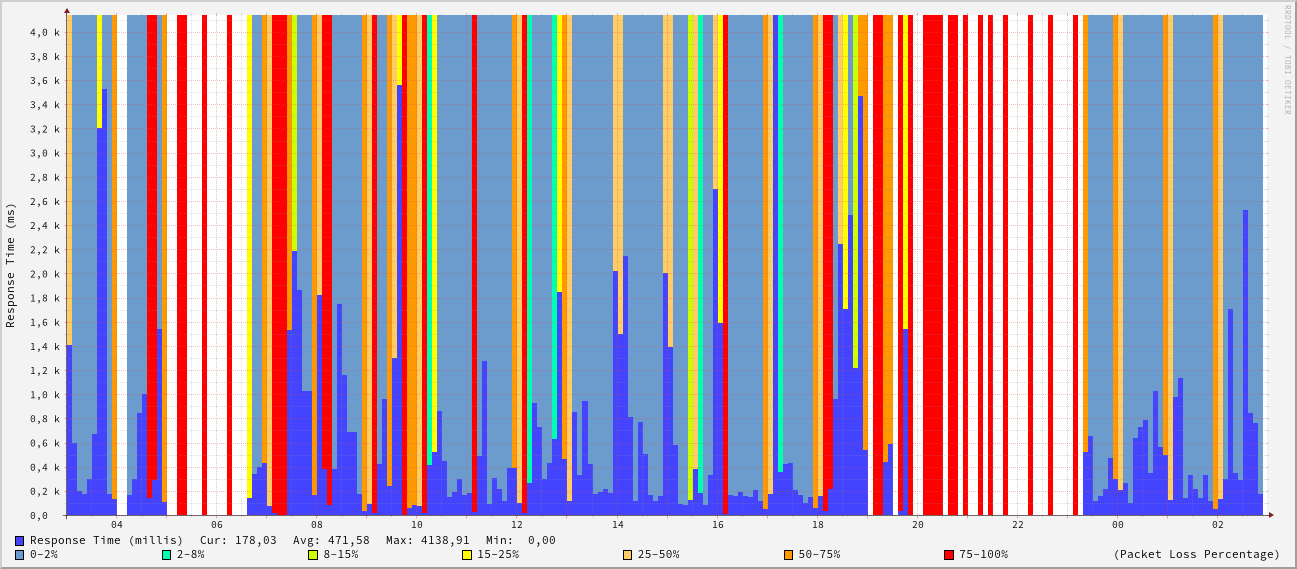 RRDTOOL / TOBI OETIKER
Response Time (ms)
4,0 k
3,8 k
3,6 k
3,4 k
3,2 k
3,0 k
2,8 k
2,6 k
2,4 k
2,2 k
2,0 k
1,8 k
1,6 k
1,4 k
1,2 k
1,0 k
0,8 k
0,6 k
0,4 k
0,2 k
0,0
04 06 08 10 12 14 16 18 20 22 00 02
Response Time (millis) Cur: 178,03 Avg: 471,58 Max: 4138,91 Min: 0,00
0-2% 2-8% 8-15% 15-25% 25-50% 50-75% 75-100% (Packet Loss Percentage)